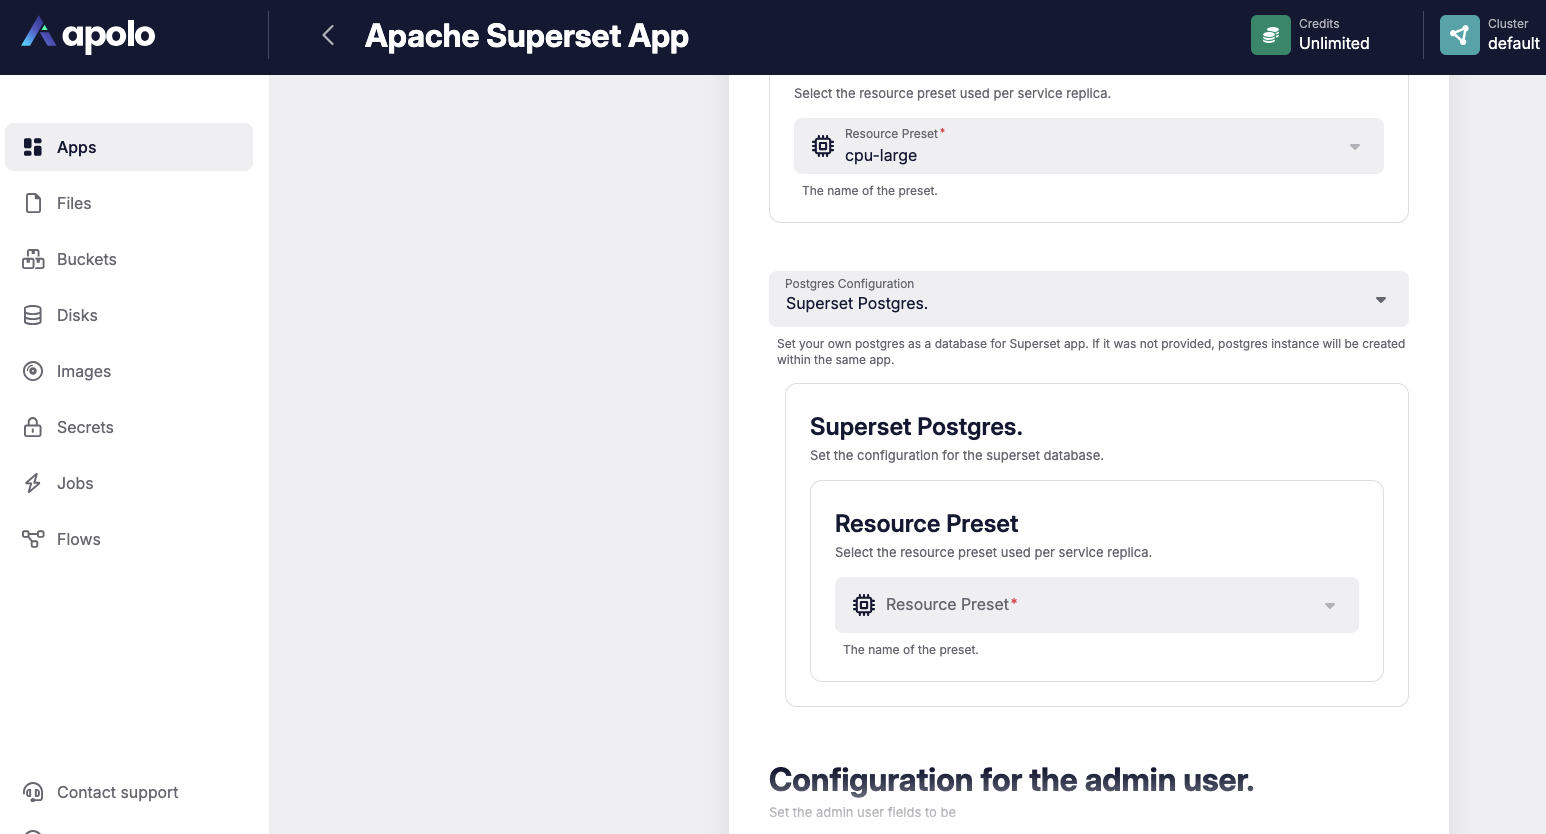 apolo
Apache Superset App
Credits
Unlimited
Cluster
default
Apps
Files
Buckets
Disks
Images
Secrets
Jobs
Flows
Contact support
Select the resource preset used per service replica.
Resource Preset*
cpu-large
The name of the preset.
Postgres Configuration
Superset Postgres.
Set your own postgres as a database for Superset app. If it was not provided, postgres instance will be created
within the same app.
Superset Postgres.
Set the configuration for the superset database.
Resource Preset
Select the resource preset used per service replica.
Resource Preset*
The name of the preset.
Configuration for the admin user.
Set the admin user fields to be